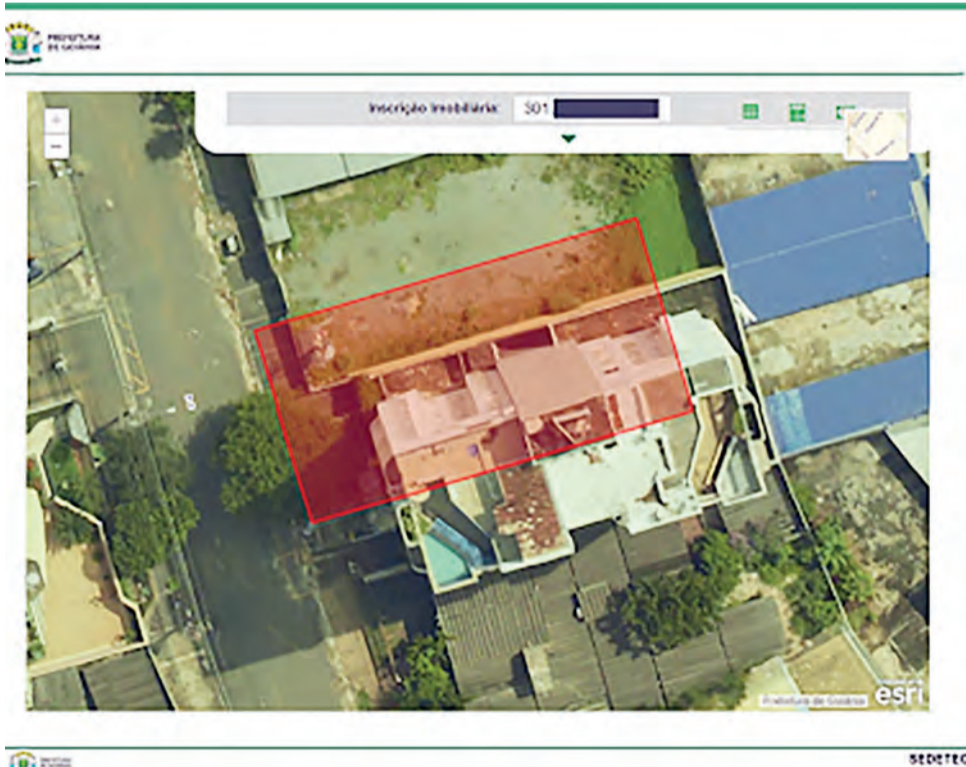 PREFEITURA
DE GOIÂNIA
Inscrição Imobiliária: 301
+
−
Prefeitura de Goiânia
esri
SEDETEC